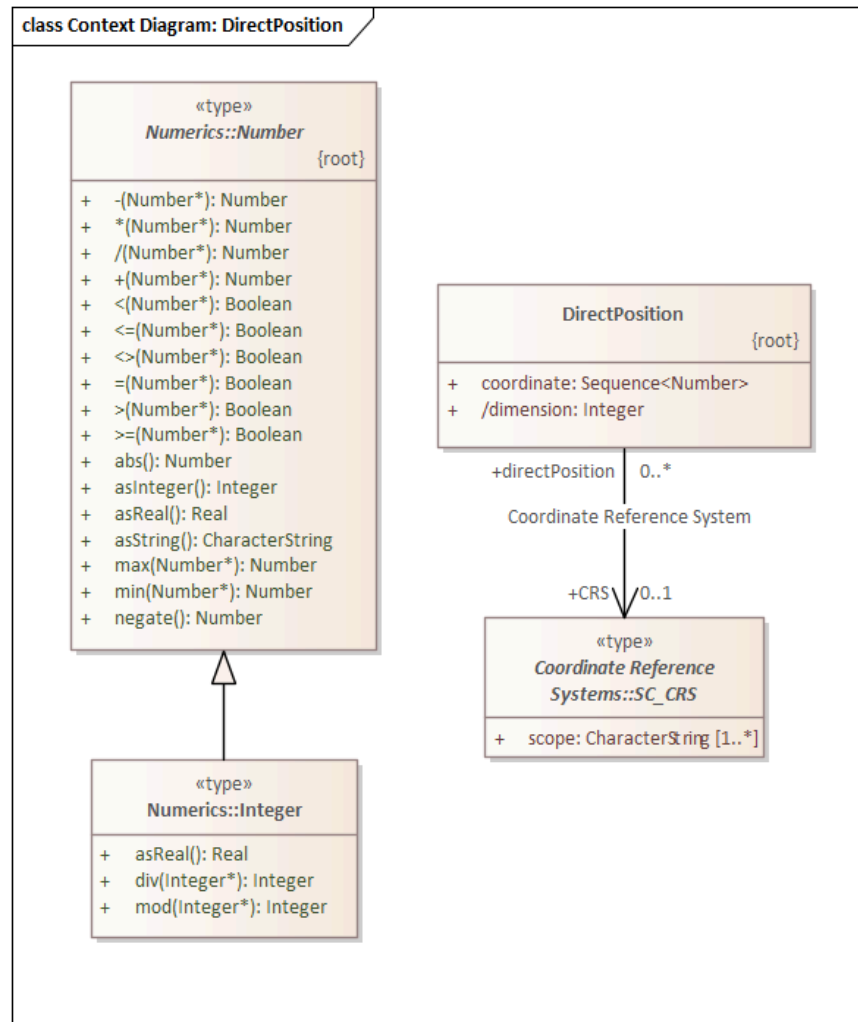 class Context Diagram: DirectPosition
«type»
Numerics::Number
{root}
+ -(Number*): Number
+ *(Number*): Number
+ /(Number*): Number
+ +(Number*): Number
+ <(Number*): Boolean
+ <=(Number*): Boolean
+ <>(Number*): Boolean
+ =(Number*): Boolean
+ >(Number*): Boolean
+ >=(Number*): Boolean
+ abs(): Number
+ asInteger(): Integer
+ asReal(): Real
+ asString(): CharacterString
+ max(Number*): Number
+ min(Number*): Number
+ negate(): Number
DirectPosition
{root}
+ coordinate: Sequence<Number>
+ /dimension: Integer
+directPosition 0..*
Coordinate Reference System
+CRS 0..1
«type»
Coordinate Reference
Systems::SC_CRS
+ scope: CharacterString [1..*]
«type»
Numerics::Integer
+ asReal(): Real
+ div(Integer*): Integer
+ mod(Integer*): Integer